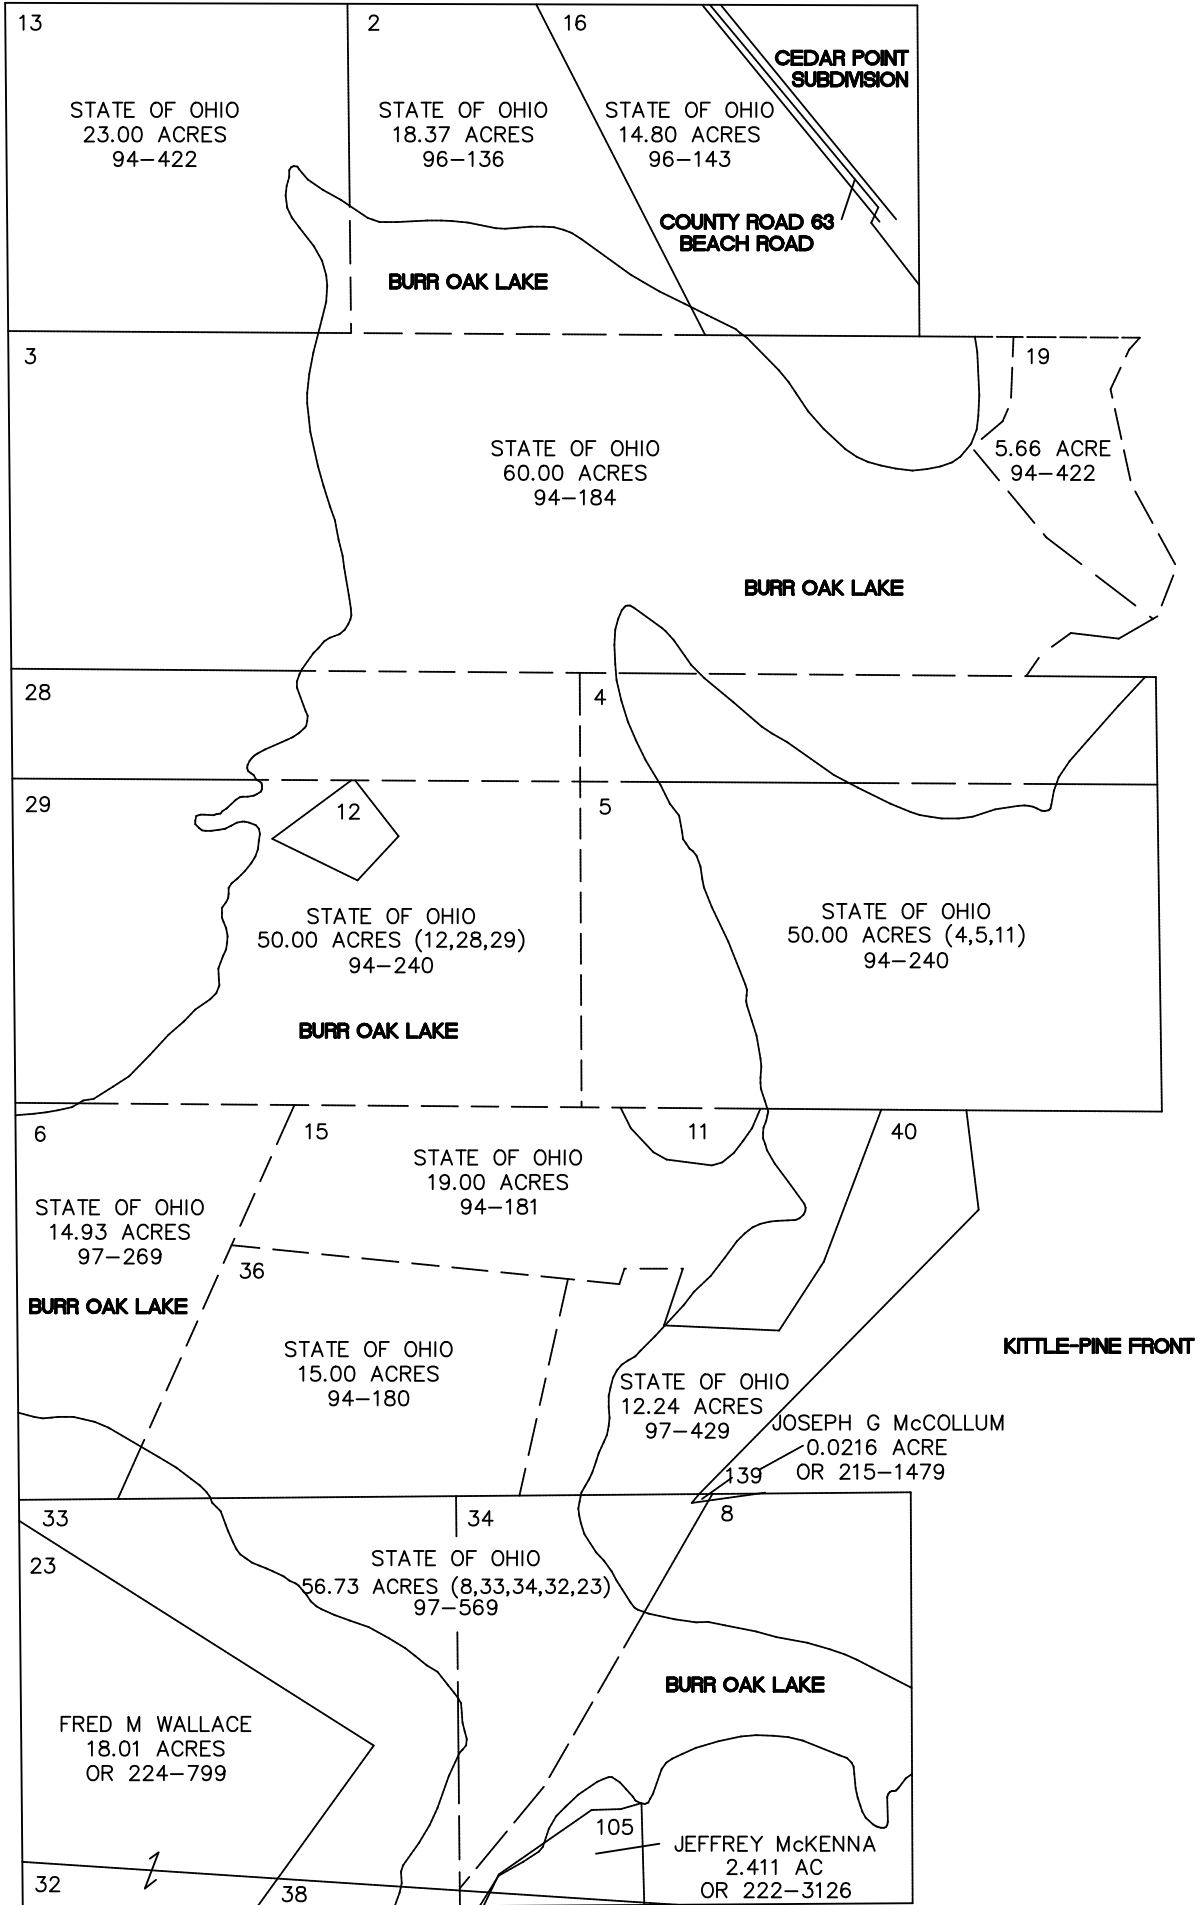 13
2
16
CEDAR POINT
SUBDIVISION
STATE OF OHIO
23.00 ACRES
94-422
STATE OF OHIO
18.37 ACRES
96-136
STATE OF OHIO
14.80 ACRES
96-143
COUNTY ROAD 63
BEACH ROAD
BURR OAK LAKE
3
19
STATE OF OHIO
60.00 ACRES
94-184
5.66 ACRE
94-422
BURR OAK LAKE
28
4
29
12
5
STATE OF OHIO
50.00 ACRES (12,28,29)
94-240
STATE OF OHIO
50.00 ACRES (4,5,11)
94-240
BURR OAK LAKE
6
15
11
40
STATE OF OHIO
19.00 ACRES
94-181
STATE OF OHIO
14.93 ACRES
97-269
36
BURR OAK LAKE
STATE OF OHIO
15.00 ACRES
94-180
KITTLE-PINE FRONT
STATE OF OHIO
12.24 ACRES
97-429
JOSEPH G McCOLLUM
0.0216 ACRE
OR 215-1479
139
33
34
8
23
STATE OF OHIO
56.73 ACRES (8,33,34,32,23)
97-569
BURR OAK LAKE
FRED M WALLACE
18.01 ACRES
OR 224-799
105
JEFFREY McKENNA
2.411 AC
OR 222-3126
32
38